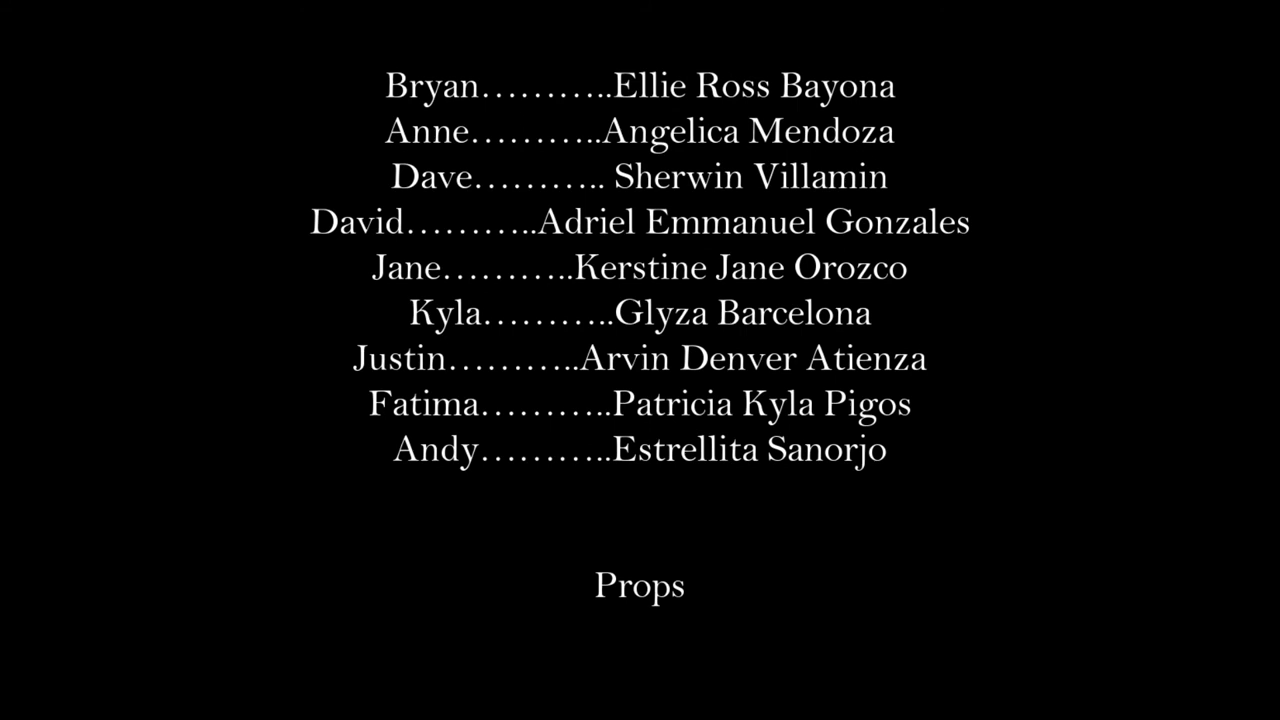 Bryan………..Ellie Ross Bayona
Anne………..Angelica Mendoza
Dave……….. Sherwin Villamin
David………..Adriel Emmanuel Gonzales
Jane………..Kerstine Jane Orozco
Kyla………..Glyza Barcelona
Justin………..Arvin Denver Atienza
Fatima………..Patricia Kyla Pigos
Andy………..Estrellita Sanorjo
Props